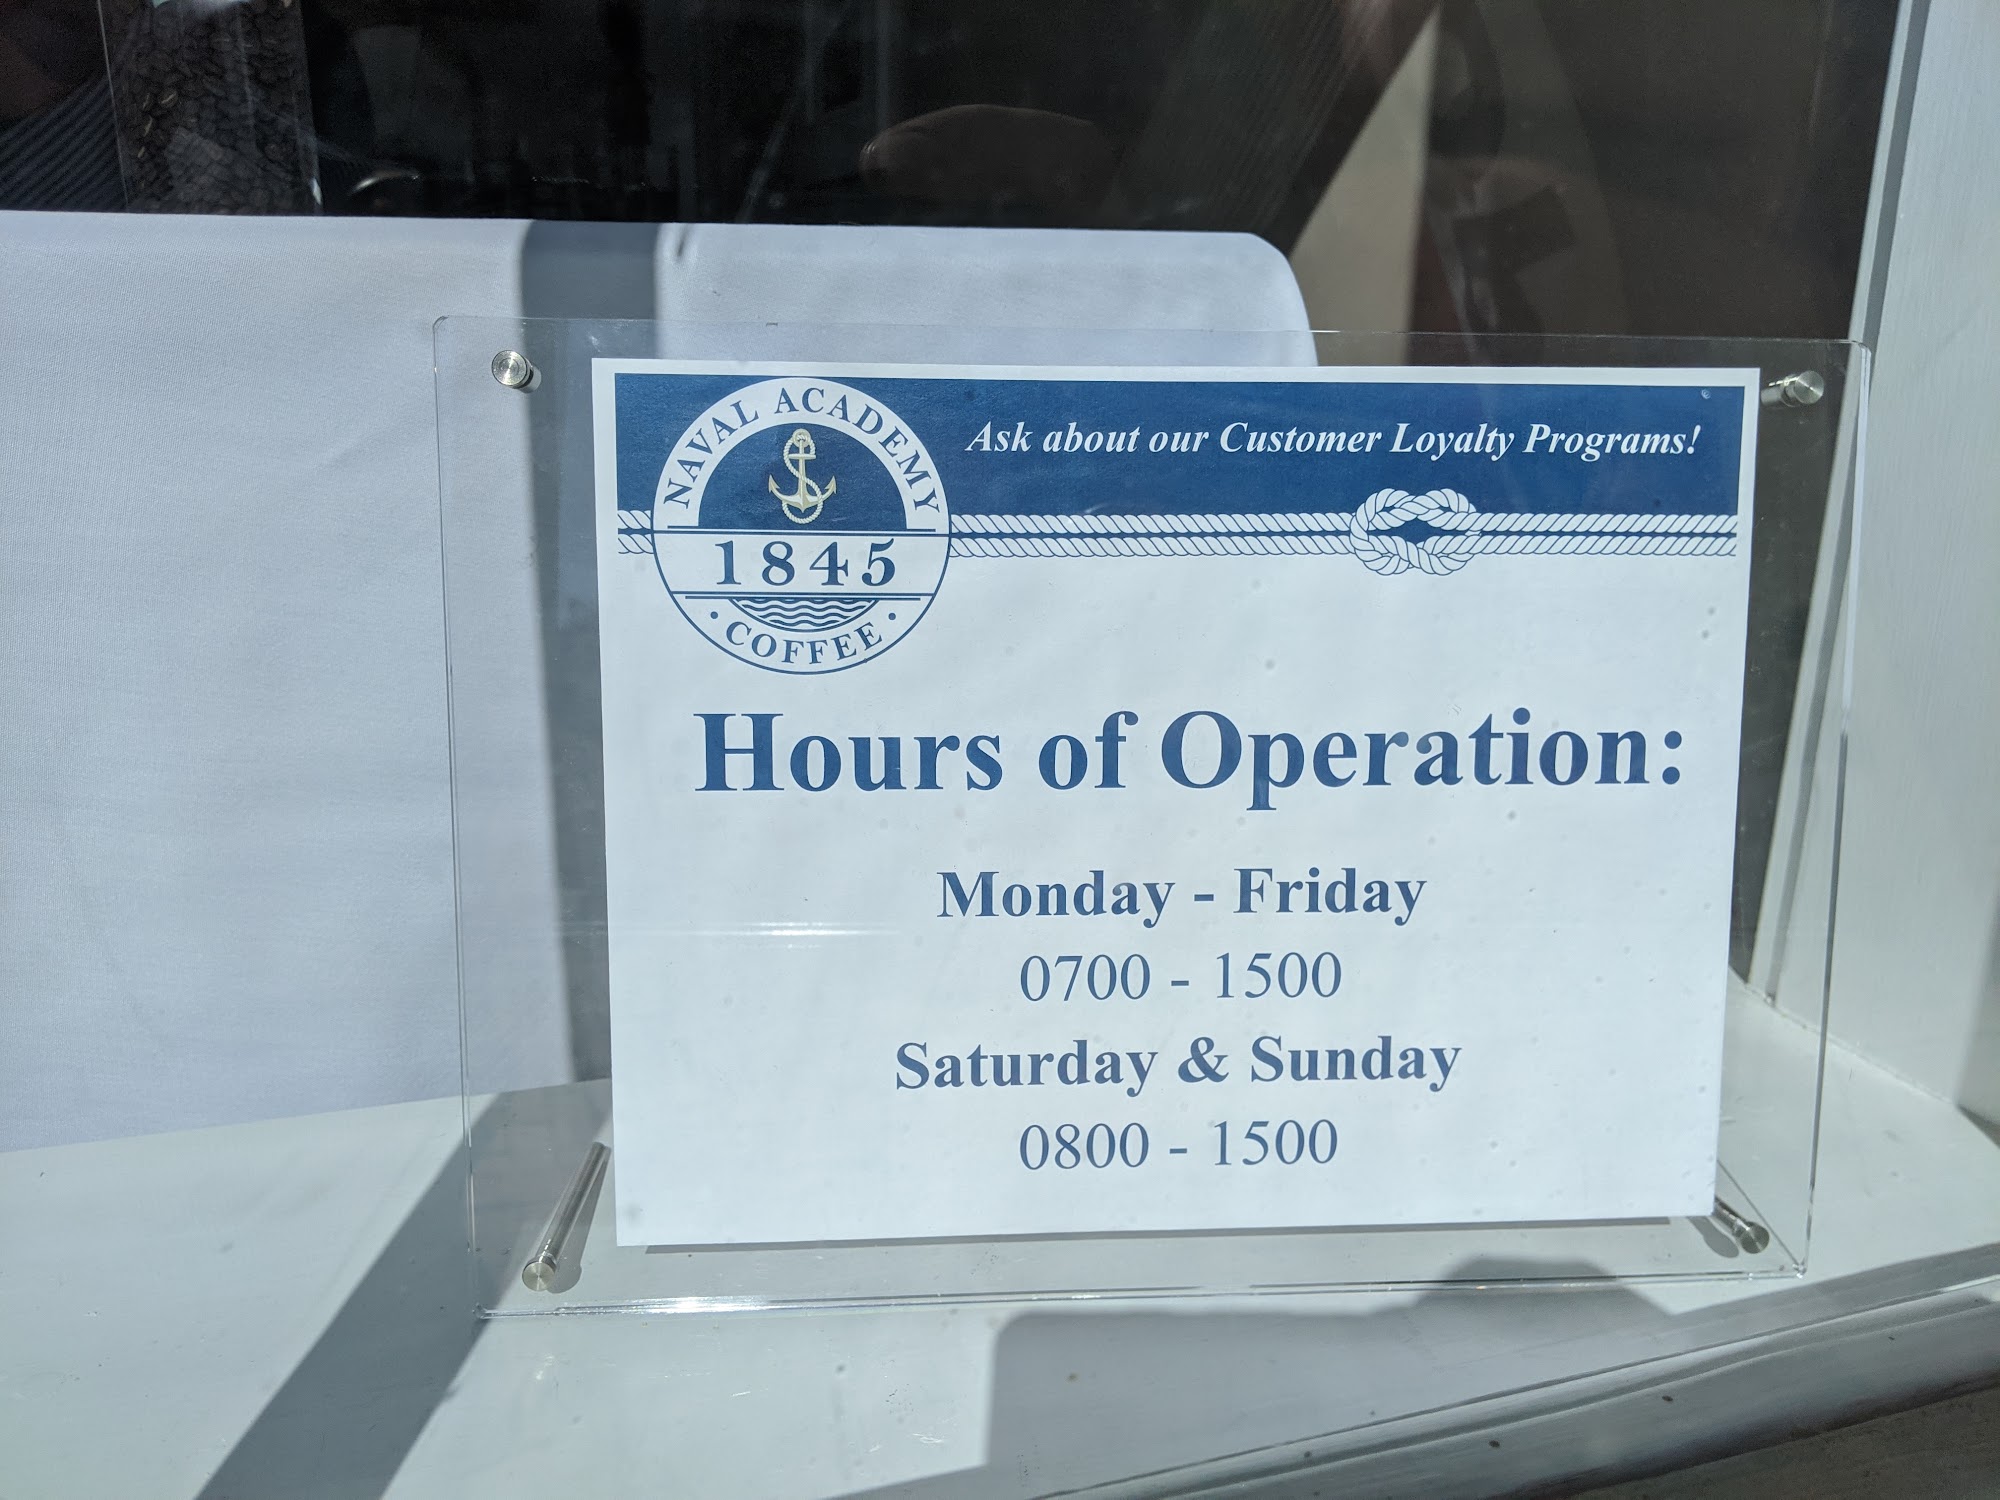 NAVAL ACADEMY
1845
• COFFEE •
Ask about our Customer Loyalty Programs!
Hours of Operation:
Monday - Friday
0700 - 1500
Saturday & Sunday
0800 - 1500